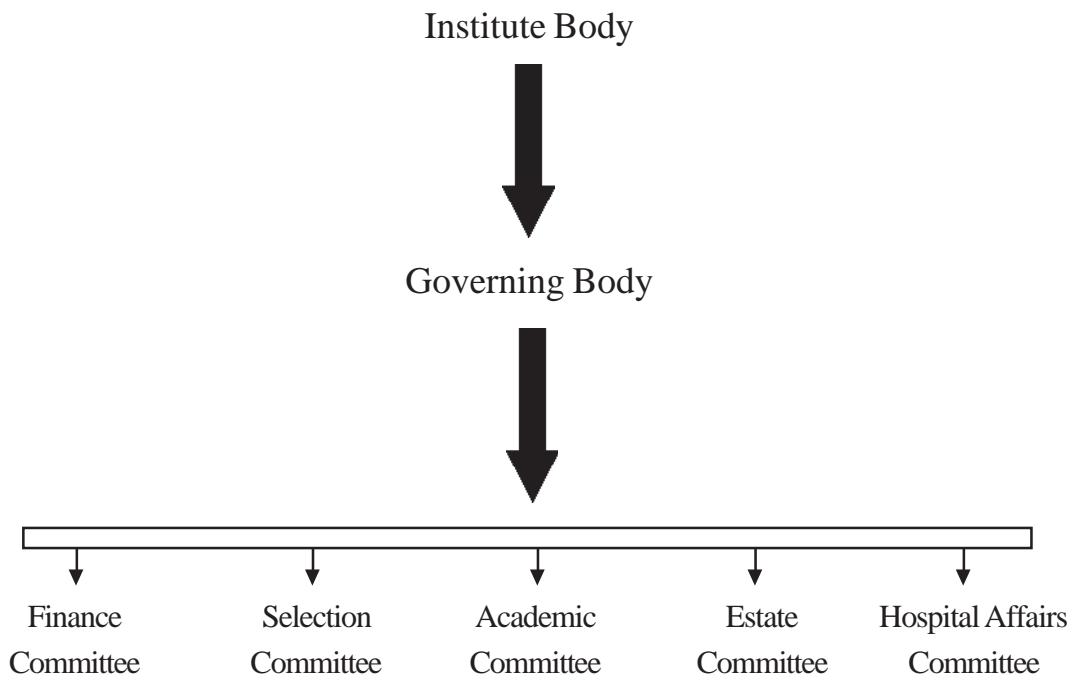 Institute Body
Governing Body
Finance Committee
Selection Committee
Academic Committee
Estate Committee
Hospital Affairs Committee